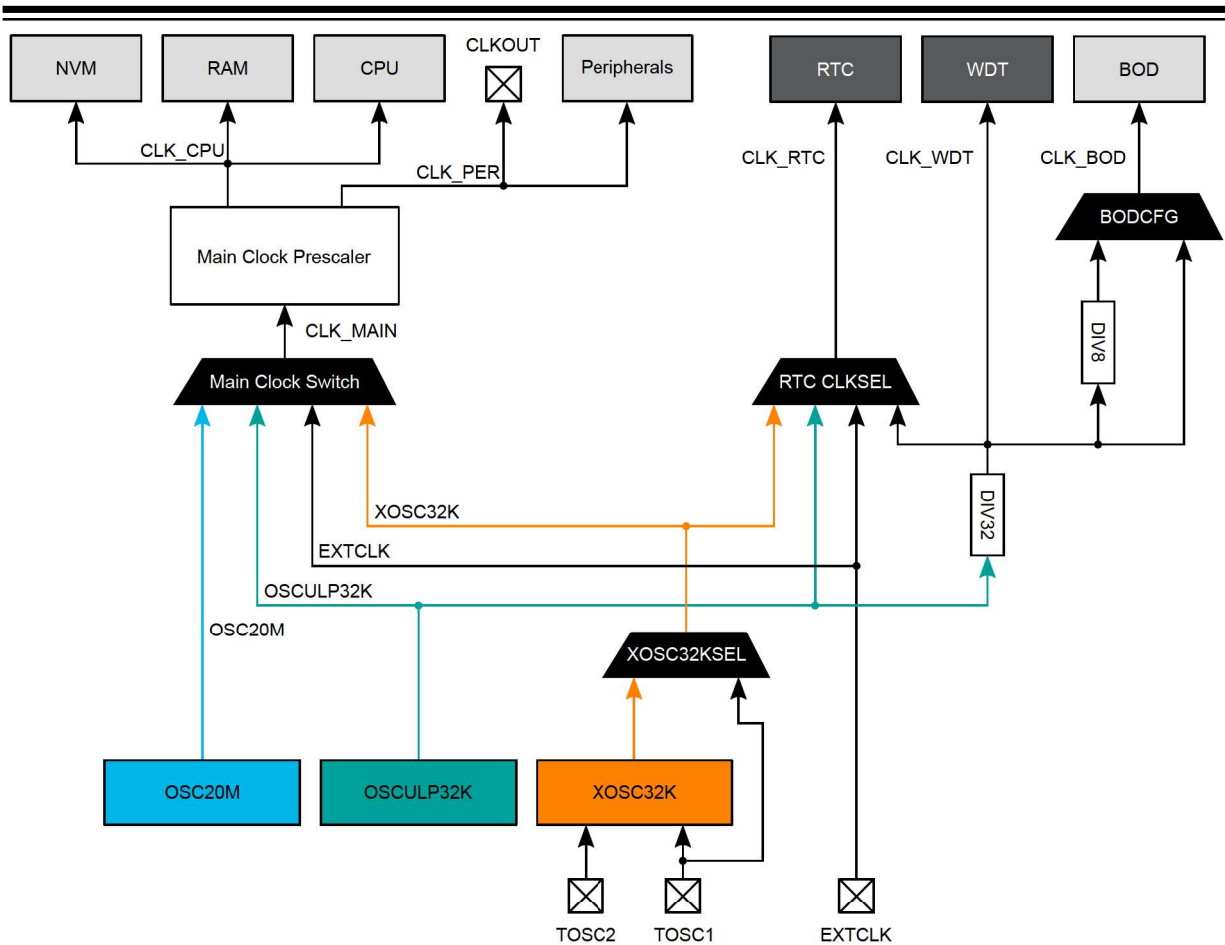 NVM
RAM
CPU
CLKOUT
Peripherals
RTC
WDT
BOD
CLK_CPU
CLK_PER
CLK_RTC
CLK_WDT
CLK_BOD
BODCFG
Main Clock Prescaler
CLK_MAIN
DIV8
Main Clock Switch
RTC CLKSEL
XOSC32K
DIV32
EXTCLK
OSCULP32K
OSC20M
XOSC32KSEL
OSC20M
OSCULP32K
XOSC32K
TOSC2
TOSC1
EXTCLK